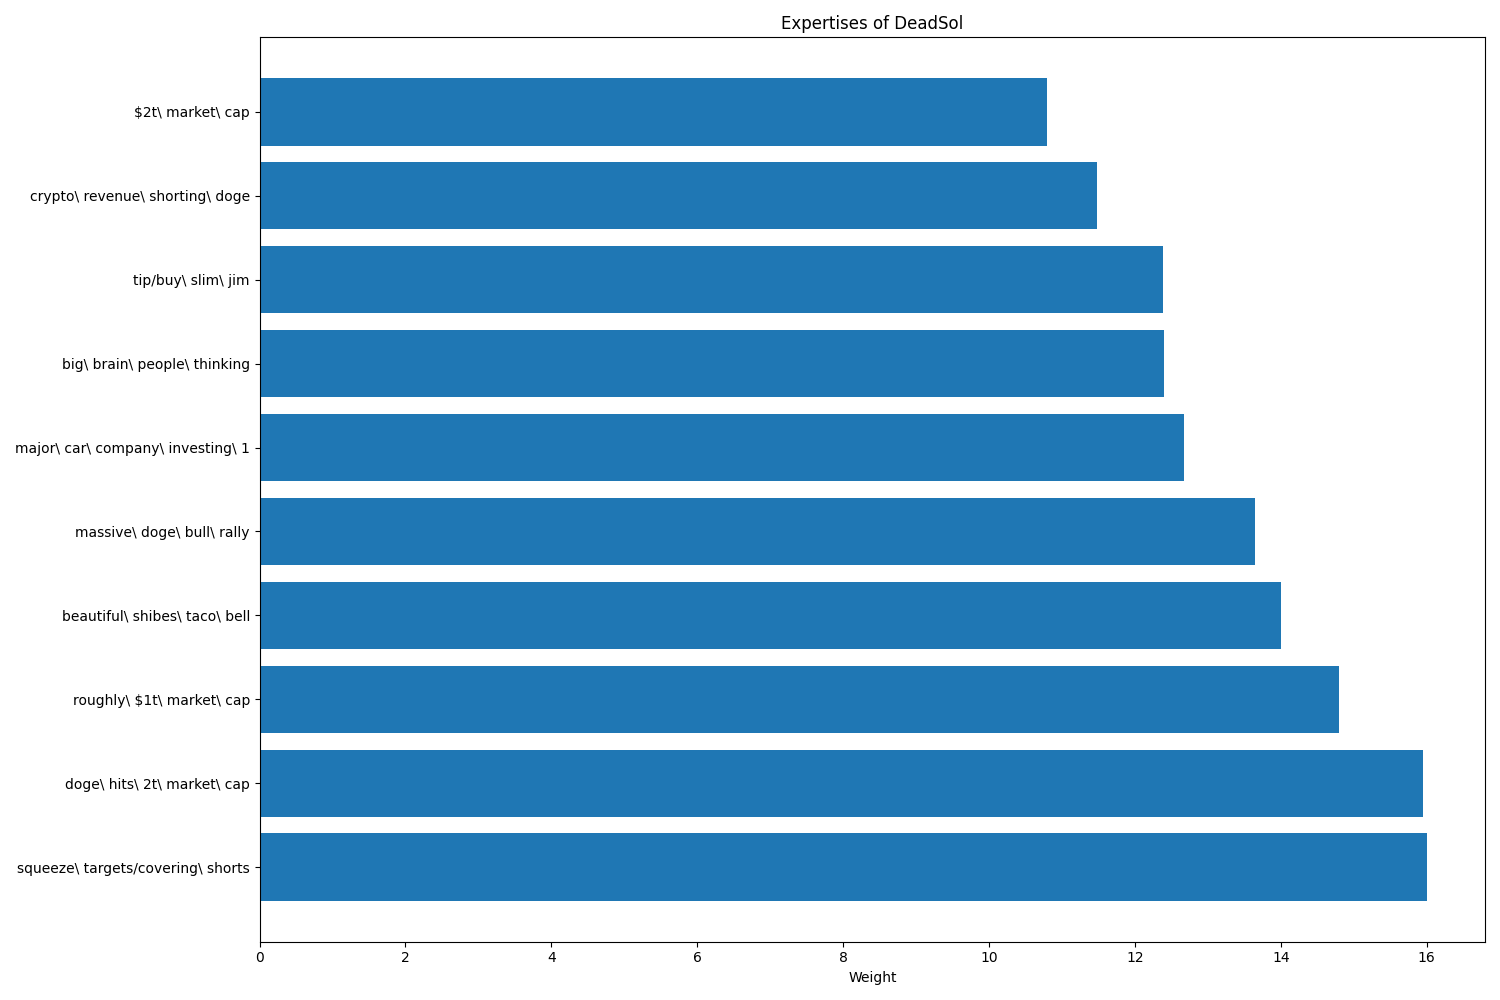 Expertises of DeadSol
$2t\ market\ cap
crypto\ revenue\ shorting\ doge
tip/buy\ slim\ jim
big\ brain\ people\ thinking
major\ car\ company\ investing\ 1
massive\ doge\ bull\ rally
beautiful\ shibes\ taco\ bell
roughly\ $1t\ market\ cap
doge\ hits\ 2t\ market\ cap
squeeze\ targets/covering\ shorts
0 2 4 6 8 10 12 14 16
Weight